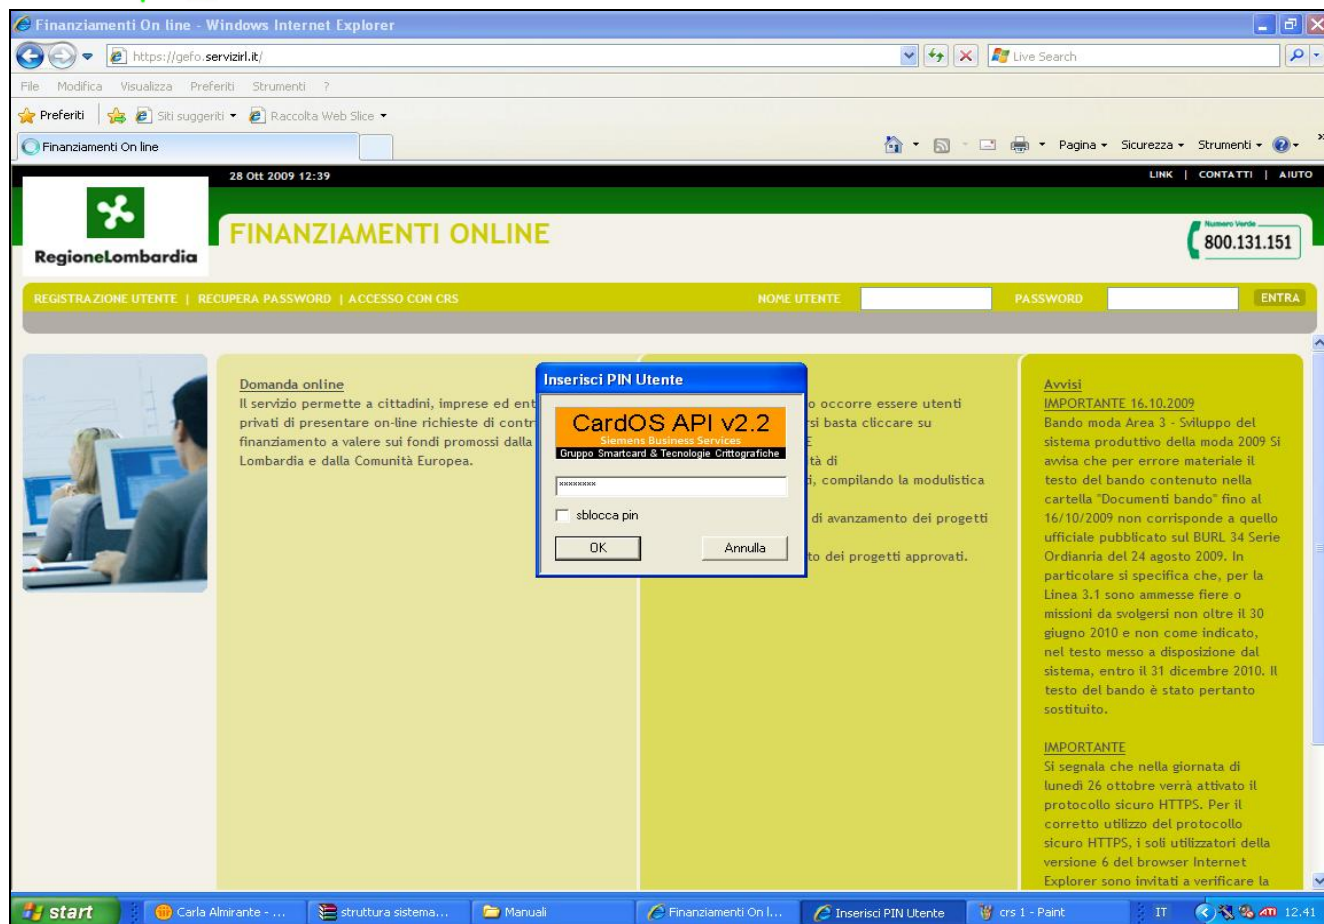 Finanziamenti On line - Windows Internet Explorer
https://gefo.servizirl.it/
Live Search
File Modifica Visualizza Preferiti Strumenti ?
Preferiti Siti suggeriti Raccolta Web Slice
Finanziamenti On line
Pagina Sicurezza Strumenti
28 Ott 2009 12:39
LINK | CONTATTI | AIUTO
RegioneLombardia
FINANZIAMENTI ONLINE
Numero Verde
800.131.151
REGISTRAZIONE UTENTE | RECUPERA PASSWORD | ACCESSO CON CRS
NOME UTENTE
PASSWORD
ENTRA
Domanda online
Il servizio permette a cittadini, imprese ed ent
privati di presentare on-line richieste di contr
finanziamento a valere sui fondi promossi dalla
Lombardia e dalla Comunità Europea.
Inserisci PIN Utente
CardOS API v2.2
Siemens Business Services
Gruppo Smartcard & Tecnologie Crittografiche
********
sblocca pin
OK
Annulla
o occorre essere utenti
rsi basta cliccare su
E
tà di
i, compilando la modulistica
di avanzamento dei progetti
to dei progetti approvati.
Avvisi
IMPORTANTE 16.10.2009
Bando moda Area 3 - Sviluppo del
sistema produttivo della moda 2009 Si
avvisa che per errore materiale il
testo del bando contenuto nella
cartella "Documenti bando" fino al
16/10/2009 non corrisponde a quello
ufficiale pubblicato sul BURL 34 Serie
Ordianria del 24 agosto 2009. In
particolare si specifica che, per la
Linea 3.1 sono ammesse fiere o
missioni da svolgersi non oltre il 30
giugno 2010 e non come indicato,
nel testo messo a disposizione dal
sistema, entro il 31 dicembre 2010. Il
testo del bando è stato pertanto
sostituito.
IMPORTANTE
Si segnala che nella giornata di
lunedì 26 ottobre verrà attivato il
protocollo sicuro HTTPS. Per il
corretto utilizzo del protocollo
sicuro HTTPS, i soli utilizzatori della
versione 6 del browser Internet
Explorer sono invitati a verificare la
start
Carla Almirante - ...
struttura sistema...
Manuali
Finanziamenti On l...
Inserisci PIN Utente
crs 1 - Paint
IT
12:41